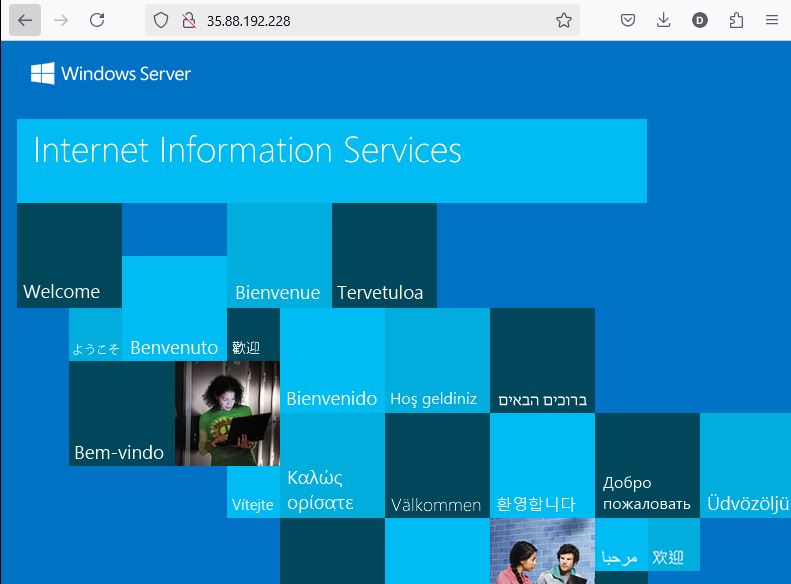 35.88.192.228
D
Windows Server
Internet Information Services
Welcome
Bienvenue
Tervetuloa
ようこそ
Benvenuto
歡迎
Bienvenido
Hoş geldiniz
ברוכים הבאים
Bem-vindo
Vítejte
Καλώς
ορίσατε
Välkommen
환영합니다
Добро
пожаловать
Üdvözöljü
مرحبا
欢迎